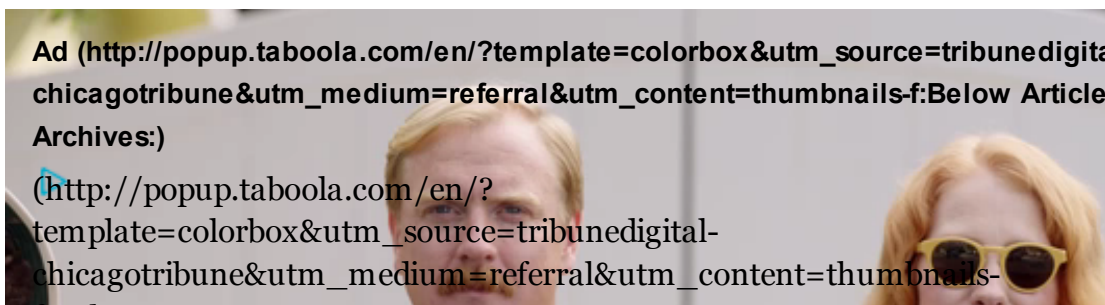 Ad (http://popup.taboola.com/en/?template=colorbox&utm_source=tribunedigita
chicagotribune&utm_medium=referral&utm_content=thumbnails-f:Below Article
Archives:)
(http://popup.taboola.com/en/?
template=colorbox&utm_source=tribunedigital-
chicagotribune&utm_medium=referral&utm_content=thumbnails-